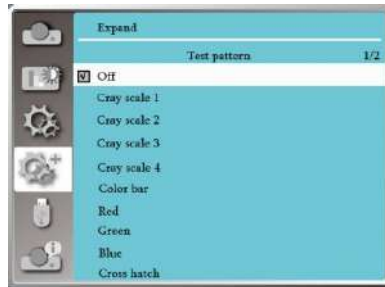 Expand
Test pattern 1/2
Off
Cray scale 1
Cray scale 2
Cray scale 3
Cray scale 4
Color bar
Red
Green
Blue
Cross hatch